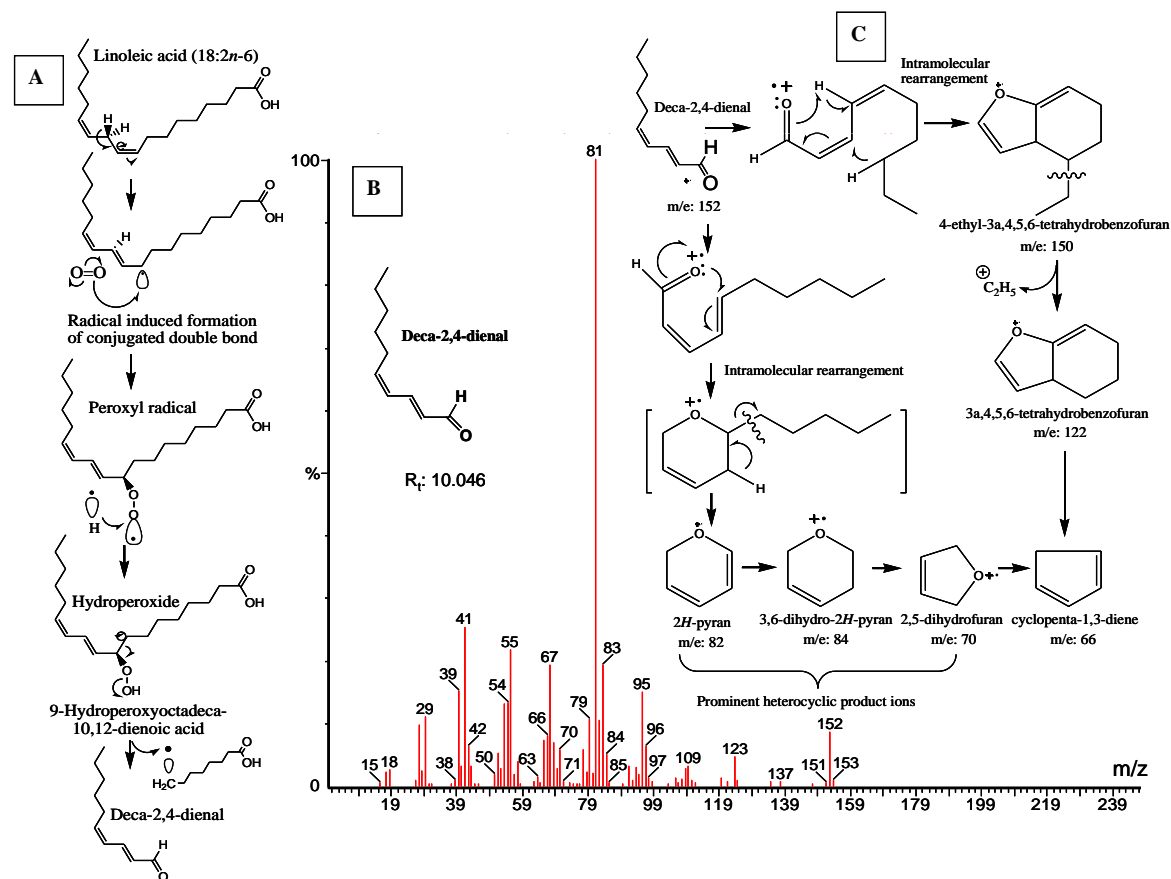 A
Linoleic acid (18:2n-6)
O
OH
H
H
O
OH
H
O=O
Radical induced formation
of conjugated double bond
Peroxyl radical
O
OH
O
O
H
Hydroperoxide
O
OH
O
OH
9-Hydroperoxyoctadeca-
10,12-dienoic acid
H2C
O
OH
Deca-2,4-dienal
H
O
B
100
%
0
Deca-2,4-dienal
H
O
Rt: 10.046
81
15
18
29
38
39
41
42
50
54
55
63
66
67
70
71
79
83
84
85
95
96
97
109
123
137
151
152
153
19
39
59
79
99
119
139
159
179
199
219
239
m/z
C
Deca-2,4-dienal
H
O
m/e: 152
Intramolecular
rearrangement
+•
O
H
H
H
O
4-ethyl-3a,4,5,6-tetrahydrobenzofuran
m/e: 150
+
C2H5
O
3a,4,5,6-tetrahydrobenzofuran
m/e: 122
H
+•
O
Intramolecular rearrangement
+•
O
H
O
2H-pyran
m/e: 82
+•
O
3,6-dihydro-2H-pyran
m/e: 84
O+•
2,5-dihydrofuran
m/e: 70
cyclopenta-1,3-diene
m/e: 66
Prominent heterocyclic product ions